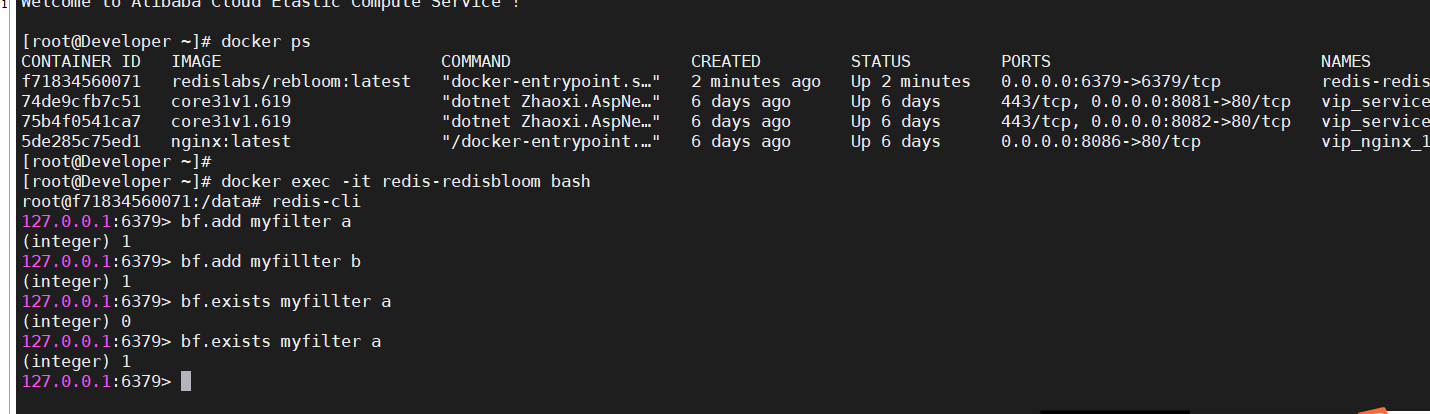 1
Welcome to Alibaba Cloud Elastic Compute Service !
[root@Developer ~]# docker ps
CONTAINER ID   IMAGE                     COMMAND                  CREATED         STATUS         PORTS                           NAMES
f71834560071   redislabs/rebloom:latest   "docker-entrypoint.s…"   2 minutes ago   Up 2 minutes   0.0.0.0:6379->6379/tcp          redis-redis
74de9cfb7c51   core31v1.619              "dotnet Zhaoxi.AspNe…"   6 days ago      Up 6 days      443/tcp, 0.0.0.0:8081->80/tcp   vip_service
75b4f0541ca7   core31v1.619              "dotnet Zhaoxi.AspNe…"   6 days ago      Up 6 days      443/tcp, 0.0.0.0:8082->80/tcp   vip_service
5de285c75ed1   nginx:latest              "/docker-entrypoint.…"   6 days ago      Up 6 days      0.0.0.0:8086->80/tcp            vip_nginx_1
[root@Developer ~]#
[root@Developer ~]# docker exec -it redis-redisbloom bash
root@f71834560071:/data# redis-cli
127.0.0.1:6379> bf.add myfilter a
(integer) 1
127.0.0.1:6379> bf.add myfillter b
(integer) 1
127.0.0.1:6379> bf.exists myfillter a
(integer) 0
127.0.0.1:6379> bf.exists myfilter a
(integer) 1
127.0.0.1:6379>